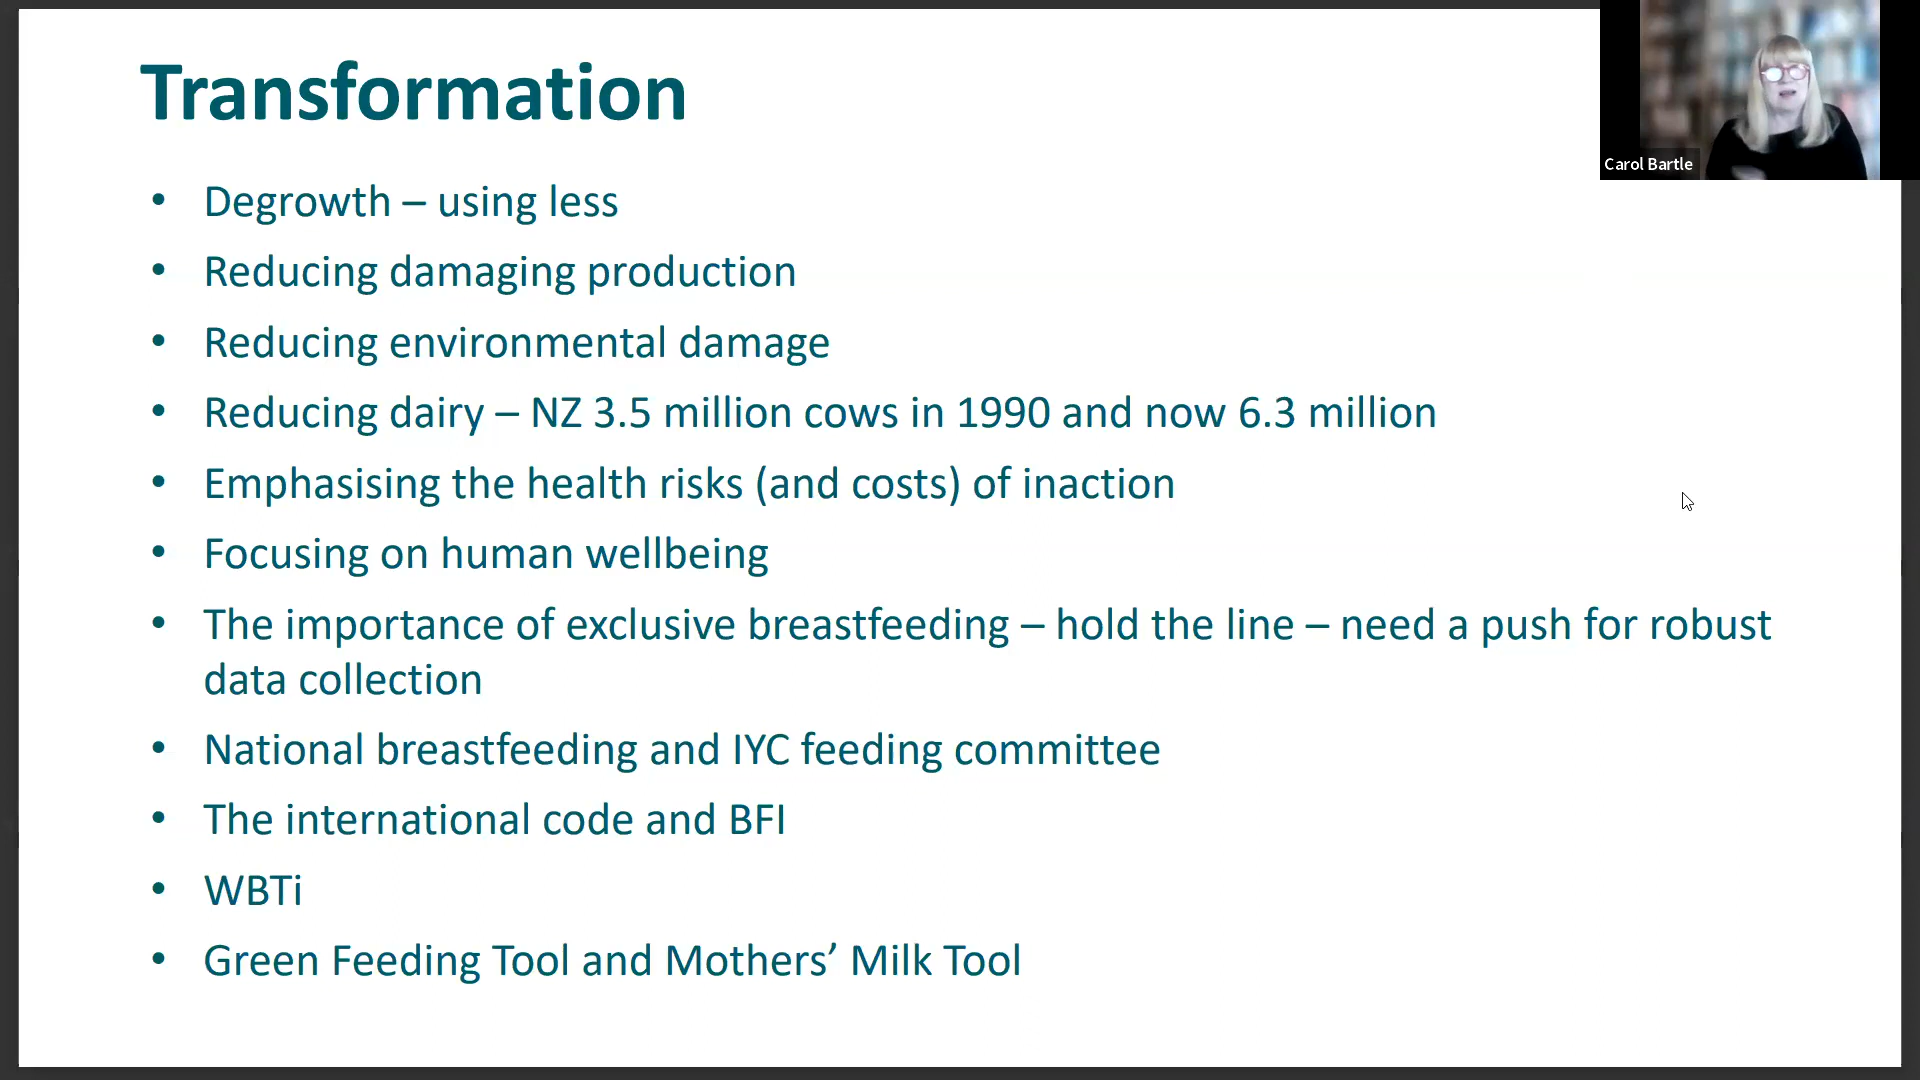 Transformation
Carol Bartle
• Degrowth – using less
• Reducing damaging production
• Reducing environmental damage
• Reducing dairy – NZ 3.5 million cows in 1990 and now 6.3 million
• Emphasising the health risks (and costs) of inaction
• Focusing on human wellbeing
• The importance of exclusive breastfeeding – hold the line – need a push for robust
data collection
• National breastfeeding and IYC feeding committee
• The international code and BFI
• WBTi
• Green Feeding Tool and Mothers’ Milk Tool